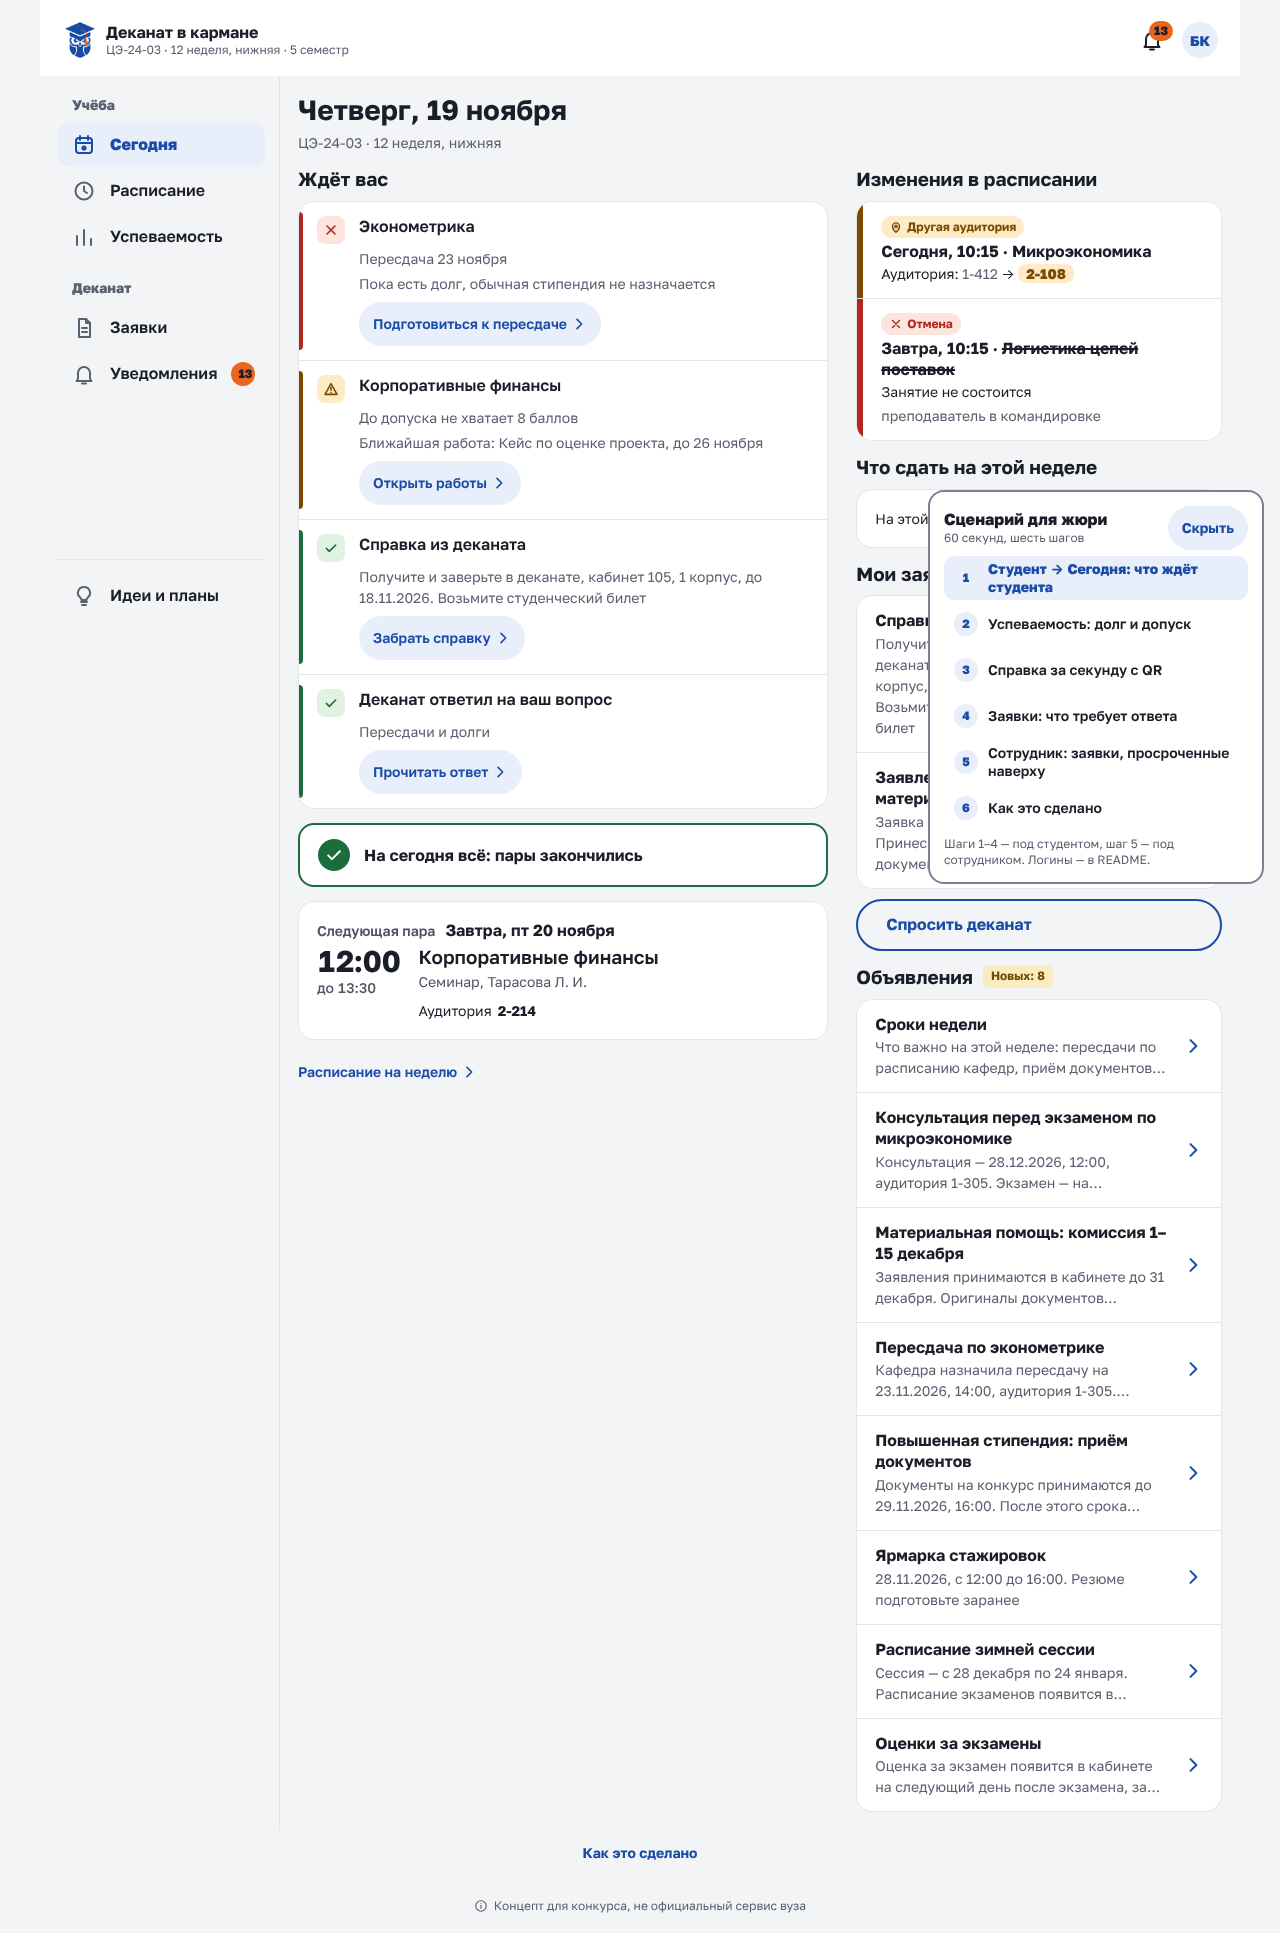 Деканат в кармане
ЦЭ-24-03 · 12 неделя, нижняя · 5 семестр
13
БК
Учёба
Сегодня
Расписание
Успеваемость
Деканат
Заявки
Уведомления 13
Идеи и планы
Четверг, 19 ноября
ЦЭ-24-03 · 12 неделя, нижняя
Ждёт вас
Эконометрика
Пересдача 23 ноября
Пока есть долг, обычная стипендия не назначается
Подготовиться к пересдаче
Корпоративные финансы
До допуска не хватает 8 баллов
Ближайшая работа: Кейс по оценке проекта, до 26 ноября
Открыть работы
Справка из деканата
Получите и заверьте в деканате, кабинет 105, 1 корпус, до
18.11.2026. Возьмите студенческий билет
Забрать справку
Деканат ответил на ваш вопрос
Пересдачи и долги
Прочитать ответ
На сегодня всё: пары закончились
Следующая пара Завтра, пт 20 ноября
12:00
до 13:30
Корпоративные финансы
Семинар, Тарасова Л. И.
Аудитория 2-214
Расписание на неделю
Изменения в расписании
Другая аудитория
Сегодня, 10:15 · Микроэкономика
Аудитория: 1-412 → 2-108
Отмена
Завтра, 10:15 · Логистика цепей
поставок
Занятие не состоится
преподаватель в командировке
Что сдать на этой неделе
На этой
Мои зая
Справ
Получи
деканат
корпус,
Возьми
билет
Заявле
матери
Заявка
Принес
докуме
Сценарий для жюри
60 секунд, шесть шагов
Скрыть
1 Студент → Сегодня: что ждёт
студента
2 Успеваемость: долг и допуск
3 Справка за секунду с QR
4 Заявки: что требует ответа
5 Сотрудник: заявки, просроченные
наверху
6 Как это сделано
Шаги 1–4 — под студентом, шаг 5 — под
сотрудником. Логины — в README.
Спросить деканат
Объявления Новых: 8
Сроки недели
Что важно на этой неделе: пересдачи по
расписанию кафедр, приём документов…
Консультация перед экзаменом по
микроэкономике
Консультация — 28.12.2026, 12:00,
аудитория 1-305. Экзамен — на…
Материальная помощь: комиссия 1–
15 декабря
Заявления принимаются в кабинете до 31
декабря. Оригиналы документов…
Пересдача по эконометрике
Кафедра назначила пересдачу на
23.11.2026, 14:00, аудитория 1-305.…
Повышенная стипендия: приём
документов
Документы на конкурс принимаются до
29.11.2026, 16:00. После этого срока…
Ярмарка стажировок
28.11.2026, с 12:00 до 16:00. Резюме
подготовьте заранее
Расписание зимней сессии
Сессия — с 28 декабря по 24 января.
Расписание экзаменов появится в…
Оценки за экзамены
Оценка за экзамен появится в кабинете
на следующий день после экзамена, за…
Как это сделано
Концепт для конкурса, не официальный сервис вуза